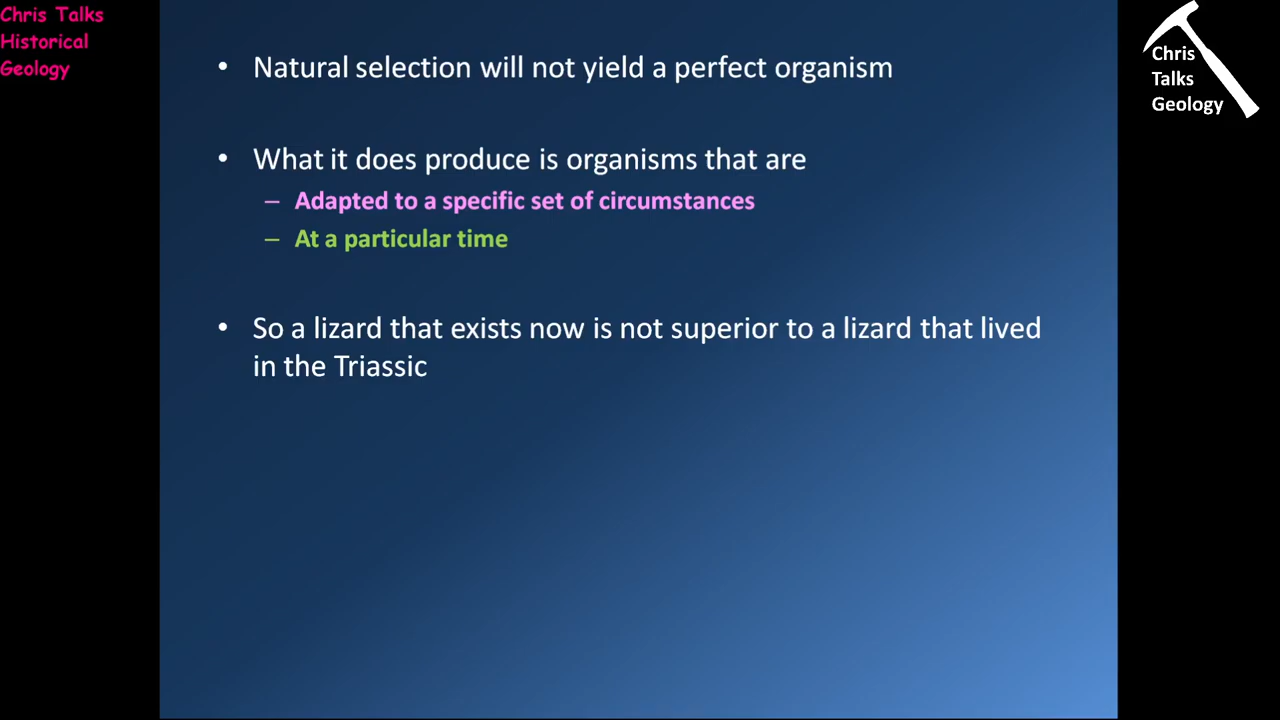 Chris Talks
Historical
Geology
Chris
Talks
Geology
• Natural selection will not yield a perfect organism
• What it does produce is organisms that are
– Adapted to a specific set of circumstances
– At a particular time
• So a lizard that exists now is not superior to a lizard that lived
in the Triassic